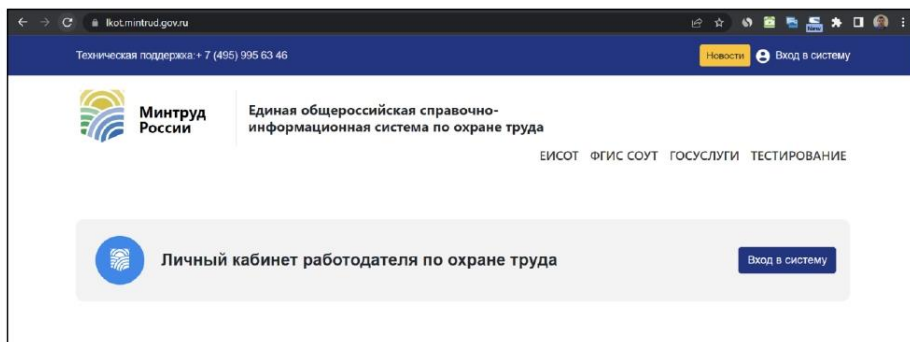 lkot.mintrud.gov.ru
Техническая поддержка:+ 7 (495) 995 63 46
Новости
Вход в систему
Минтруд
России
Единая общероссийская справочно-
информационная система по охране труда
ЕИСОТ ФГИС СОУТ ГОСУСЛУГИ ТЕСТИРОВАНИЕ
Личный кабинет работодателя по охране труда
Вход в систему